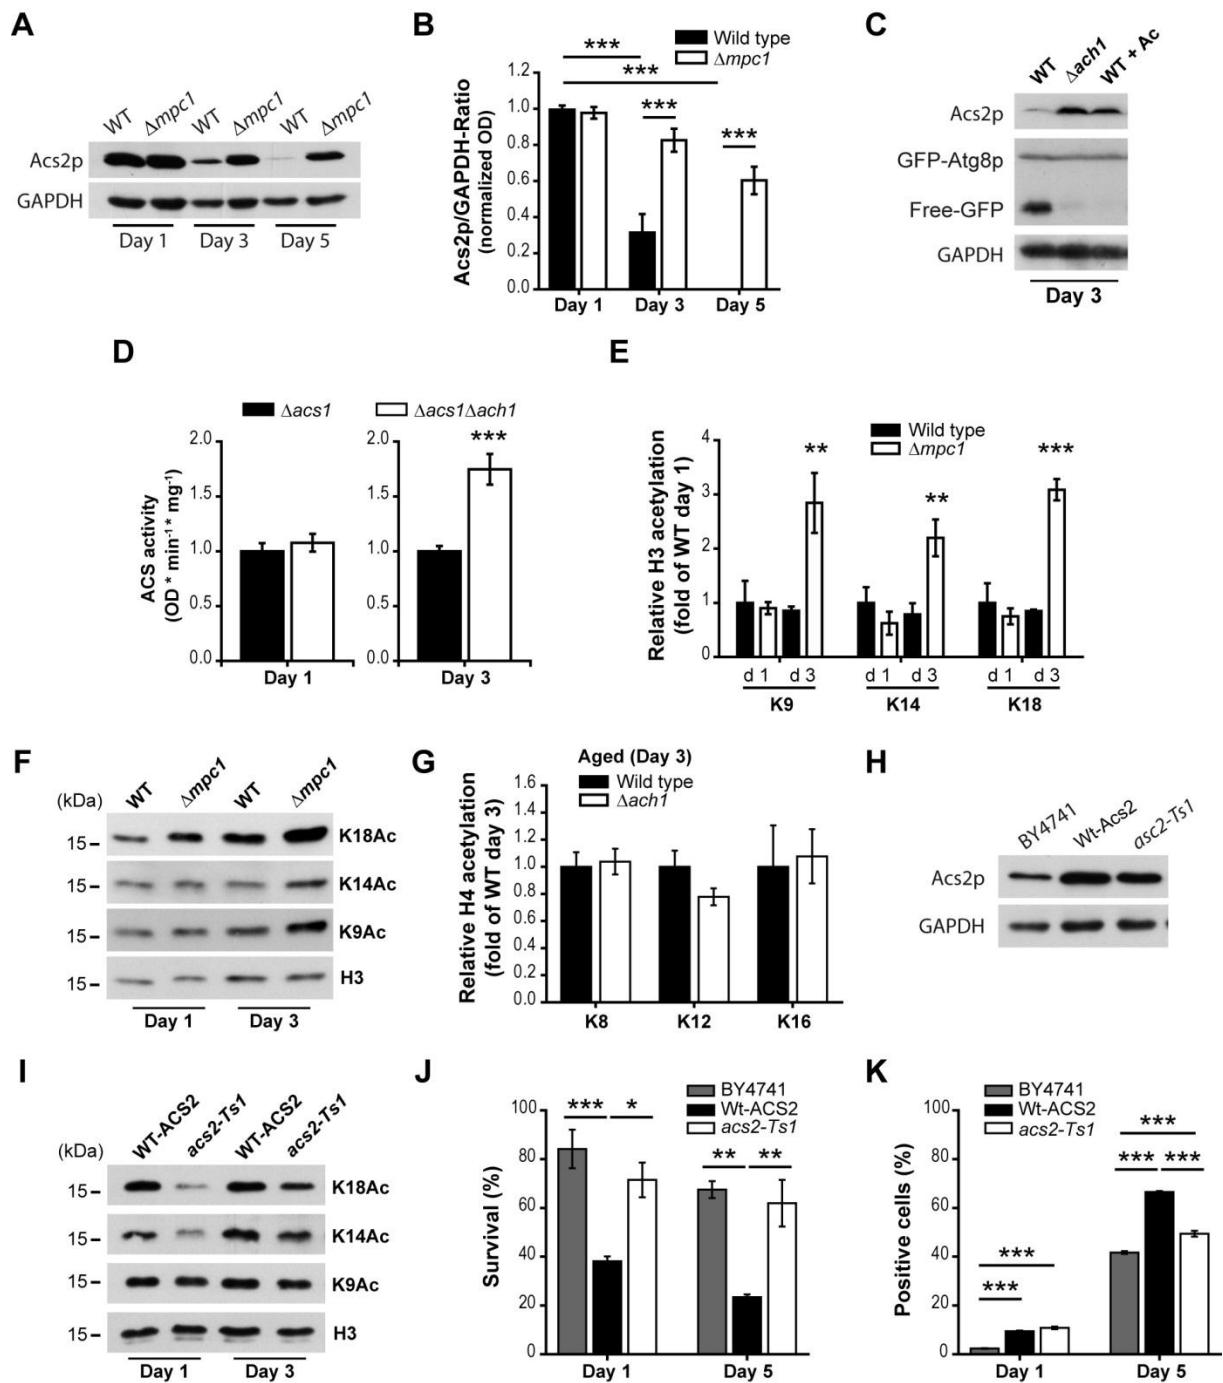 A
WT Δmpc1 WT Δmpc1 WT Δmpc1
Acs2p
GAPDH
Day 1 Day 3 Day 5
B
Wild type
Δmpc1
*** 
***
*** ***
Acs2p/GAPDH-Ratio
(normalized OD)
1.2
1.0
0.8
0.6
0.4
0.2
0.0
Day 1 Day 3 Day 5
C
WT Δach1 WT + Ac
Acs2p
GFP-Atg8p
Free-GFP
GAPDH
Day 3
D
Δacs1 Δacs1Δach1
ACS activity
(OD * min⁻¹ * mg⁻¹)
2.0
1.5
1.0
0.5
0.0
Day 1
2.0
1.5
1.0
0.5
0.0
***
Day 3
E
Wild type
Δmpc1
Relative H3 acetylation
(fold of WT day 1)
4
3
2
1
0
** ** ***
d 1 d 3 d 1 d 3 d 1 d 3
K9 K14 K18
F
(kDa) WT Δmpc1 WT Δmpc1
15 K18Ac
15 K14Ac
15 K9Ac
15 H3
Day 1 Day 3
G
Aged (Day 3)
Wild type
Δach1
Relative H4 acetylation
(fold of WT day 3)
1.6
1.4
1.2
1.0
0.8
0.6
0.4
0.2
0.0
K8 K12 K16
H
BY4741 Wt-Acs2 asc2-Ts1
Acs2p
GAPDH
I
(kDa) WT-ACS2 acs2-Ts1 WT-ACS2 acs2-Ts1
15 K18Ac
15 K14Ac
15 K9Ac
15 H3
Day 1 Day 3
J
BY4741
Wt-ACS2
acs2-Ts1
Survival (%)
100
80
60
40
20
0
*** * ** **
Day 1 Day 5
K
BY4741
Wt-ACS2
acs2-Ts1
Positive cells (%)
100
80
60
40
20
0
***
***
***
*** ***
Day 1 Day 5